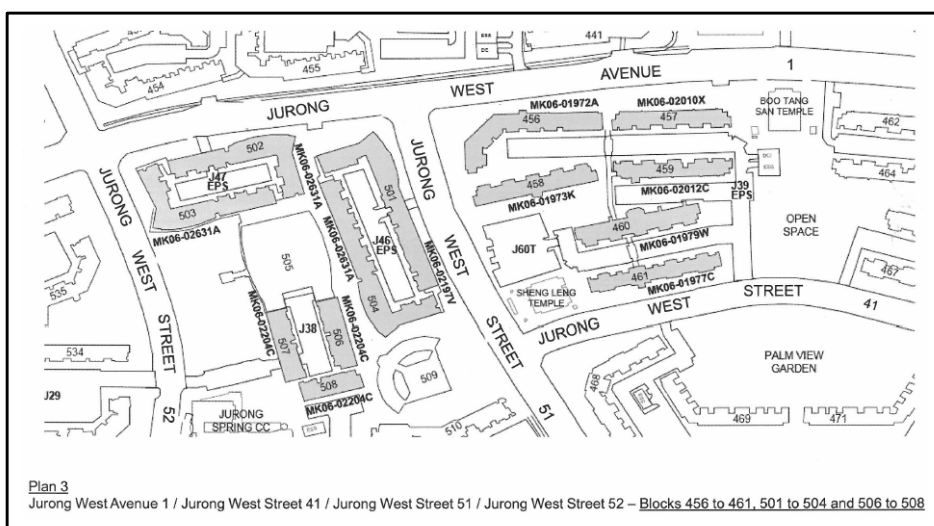 441
ESS
DC
454
455
JURONG WEST AVENUE 1
BOO TANG
SAN TEMPLE
MK06-01972A
MK06-02010X
456
457
462
464
502
J47
EPS
503
MK06-02631A
MK06-02631A
MK06-02631A
501
J46
EPS
504
MK06-02197V
458
MK06-01973K
459
MK06-02012C
J39
EPS
ESS
460
MK06-01979W
J60T
461
MK06-01977C
SHENG LENG
TEMPLE
OPEN
SPACE
467
JURONG WEST STREET 41
JURONG WEST STREET 51
JURONG WEST STREET 52
505
535
534
J29
MK06-02204C
507
J38
506
MK06-02204C
508
MK06-02204C
509
510
JURONG
SPRING CC
468
469
471
PALM VIEW
GARDEN
Plan 3
Jurong West Avenue 1 / Jurong West Street 41 / Jurong West Street 51 / Jurong West Street 52 – Blocks 456 to 461, 501 to 504 and 506 to 508